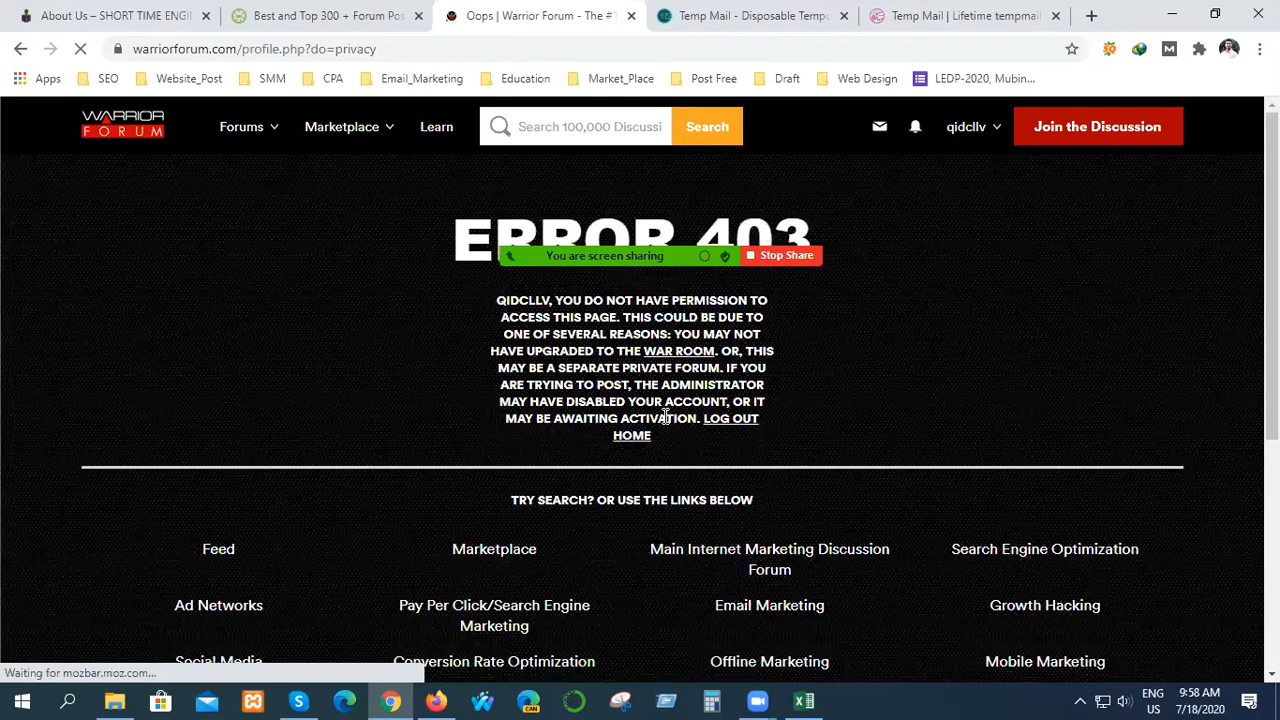 About Us – SHORT TIME ENGI
Best and Top 300 + Forum P
Oops | Warrior Forum - The #
Temp Mail - Disposable Tempo
Temp Mail | Lifetime tempmail
warriorforum.com/profile.php?do=privacy
Apps
SEO
Website_Post
SMM
CPA
Email_Marketing
Education
Market_Place
Post Free
Draft
Web Design
LEDP-2020, Mubin...
WARRIOR
FORUM
Forums
Marketplace
Learn
Search 100,000 Discussi
Search
qidcllv
Join the Discussion
ERROR 403
You are screen sharing
Stop Share
QIDCLLV, YOU DO NOT HAVE PERMISSION TO
ACCESS THIS PAGE. THIS COULD BE DUE TO
ONE OF SEVERAL REASONS: YOU MAY NOT
HAVE UPGRADED TO THE WAR ROOM. OR, THIS
MAY BE A SEPARATE PRIVATE FORUM. IF YOU
ARE TRYING TO POST, THE ADMINISTRATOR
MAY HAVE DISABLED YOUR ACCOUNT, OR IT
MAY BE AWAITING ACTIVATION. LOG OUT
HOME
TRY SEARCH? OR USE THE LINKS BELOW
Feed
Marketplace
Main Internet Marketing Discussion
Forum
Search Engine Optimization
Ad Networks
Pay Per Click/Search Engine
Marketing
Email Marketing
Growth Hacking
Social Media
Conversion Rate Optimization
Offline Marketing
Mobile Marketing
Waiting for mozbar.moz.com...
CAN
ENG
US
9:58 AM
7/18/2020